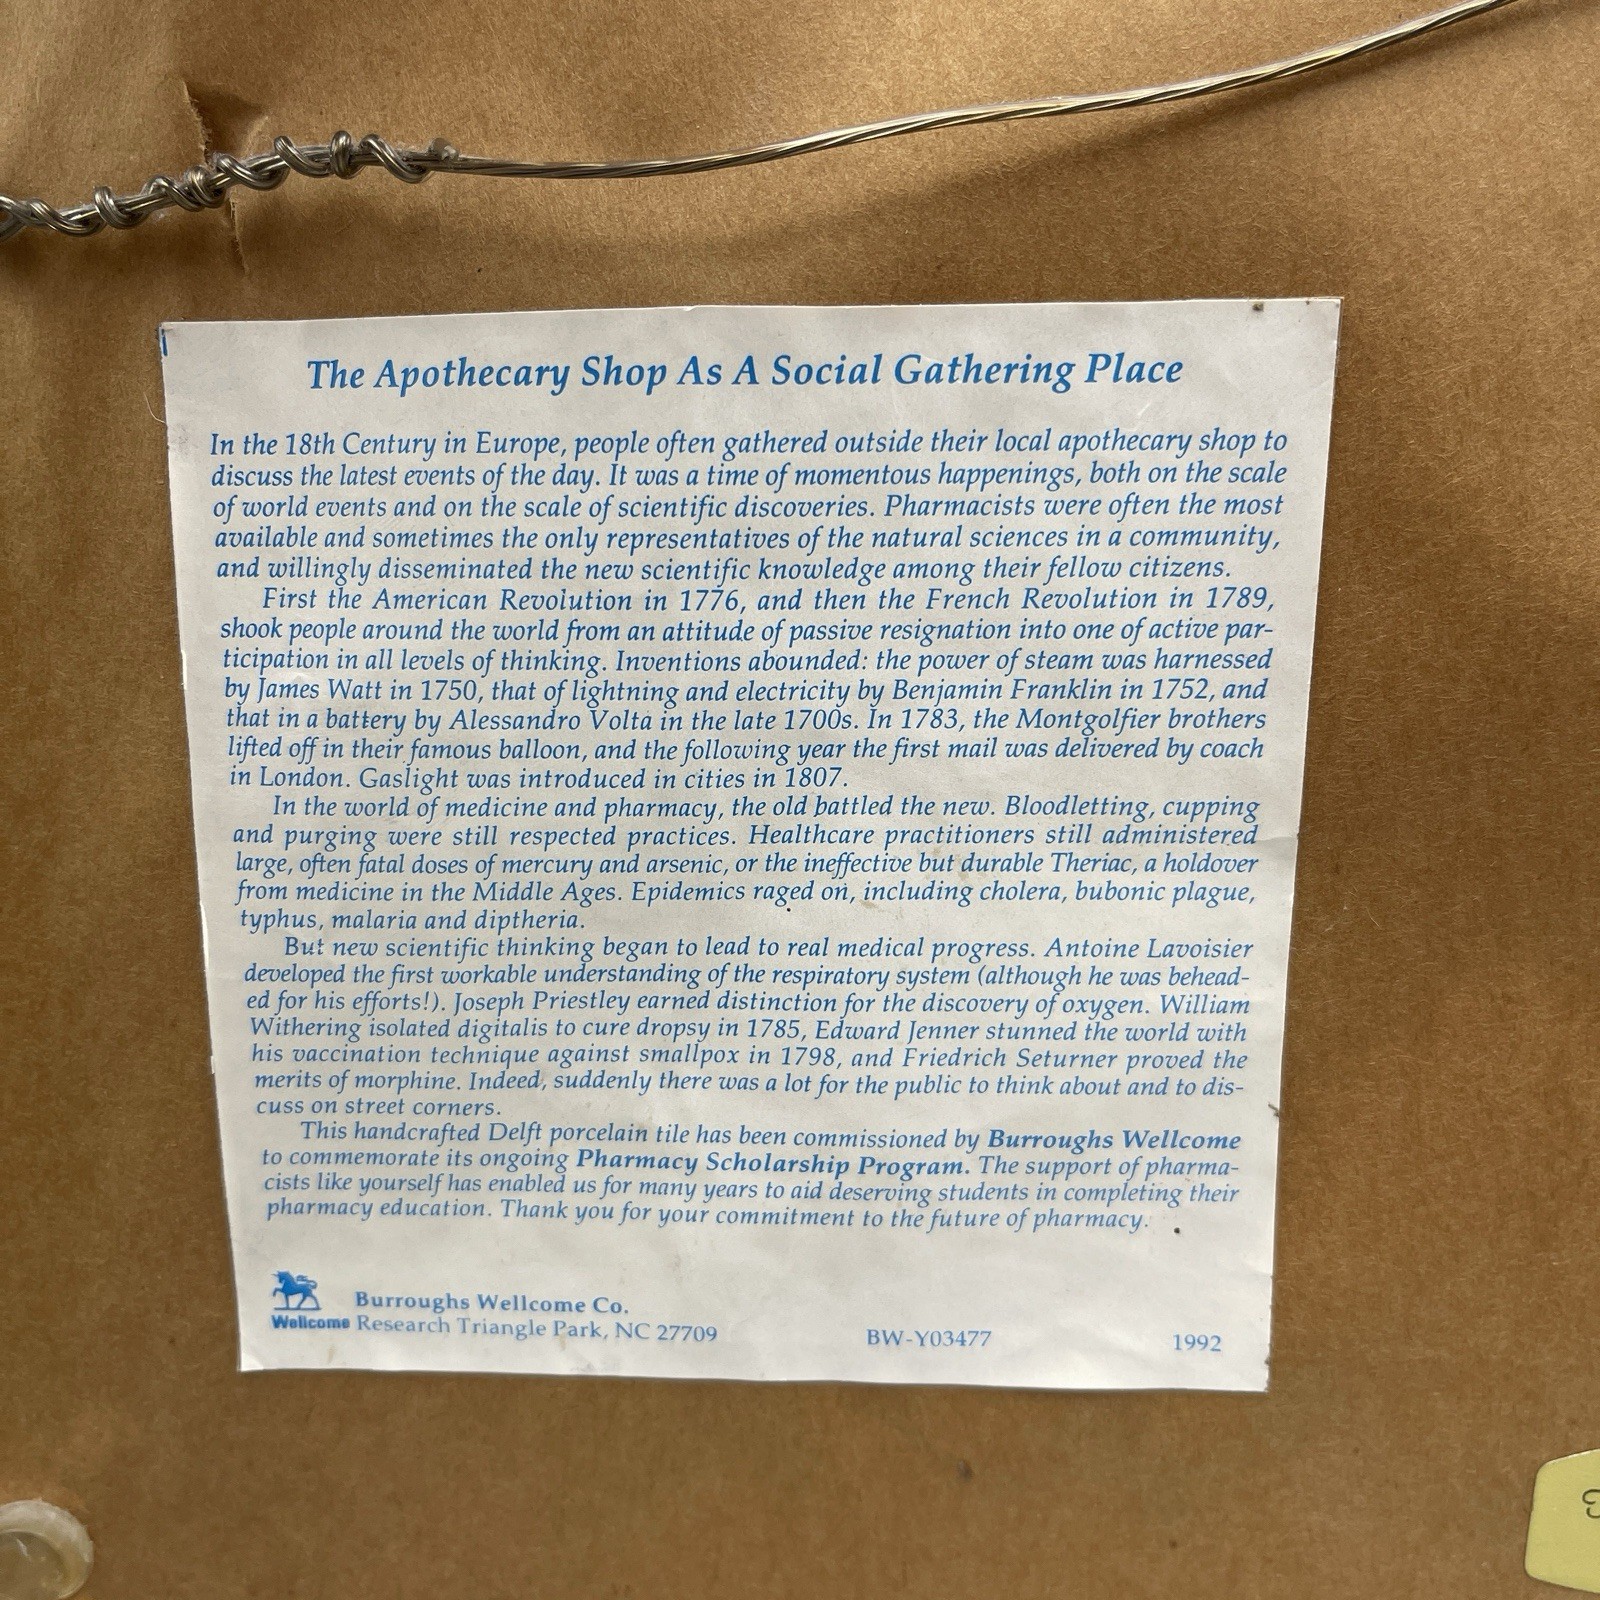 The Apothecary Shop As A Social Gathering Place
In the 18th Century in Europe, people often gathered outside their local apothecary shop to
discuss the latest events of the day. It was a time of momentous happenings, both on the scale
of world events and on the scale of scientific discoveries. Pharmacists were often the most
available and sometimes the only representatives of the natural sciences in a community,
and willingly disseminated the new scientific knowledge among their fellow citizens.
First the American Revolution in 1776, and then the French Revolution in 1789,
shook people around the world from an attitude of passive resignation into one of active par-
ticipation in all levels of thinking. Inventions abounded: the power of steam was harnessed
by James Watt in 1750, that of lightning and electricity by Benjamin Franklin in 1752, and
that in a battery by Alessandro Volta in the late 1700s. In 1783, the Montgolfier brothers
lifted off in their famous balloon, and the following year the first mail was delivered by coach
in London. Gaslight was introduced in cities in 1807.
In the world of medicine and pharmacy, the old battled the new. Bloodletting, cupping
and purging were still respected practices. Healthcare practitioners still administered
large, often fatal doses of mercury and arsenic, or the ineffective but durable Theriac, a holdover
from medicine in the Middle Ages. Epidemics raged on, including cholera, bubonic plague,
typhus, malaria and diptheria.
But new scientific thinking began to lead to real medical progress. Antoine Lavoisier
developed the first workable understanding of the respiratory system (although he was behead-
ed for his efforts!). Joseph Priestley earned distinction for the discovery of oxygen. William
Withering isolated digitalis to cure dropsy in 1785, Edward Jenner stunned the world with
his vaccination technique against smallpox in 1798, and Friedrich Seturner proved the
merits of morphine. Indeed, suddenly there was a lot for the public to think about and to dis-
cuss on street corners.
This handcrafted Delft porcelain tile has been commissioned by Burroughs Wellcome
to commemorate its ongoing Pharmacy Scholarship Program. The support of pharma-
cists like yourself has enabled us for many years to aid deserving students in completing their
pharmacy education. Thank you for your commitment to the future of pharmacy.
Burroughs Wellcome Co.
Wellcome Research Triangle Park, NC 27709 BW-Y03477 1992